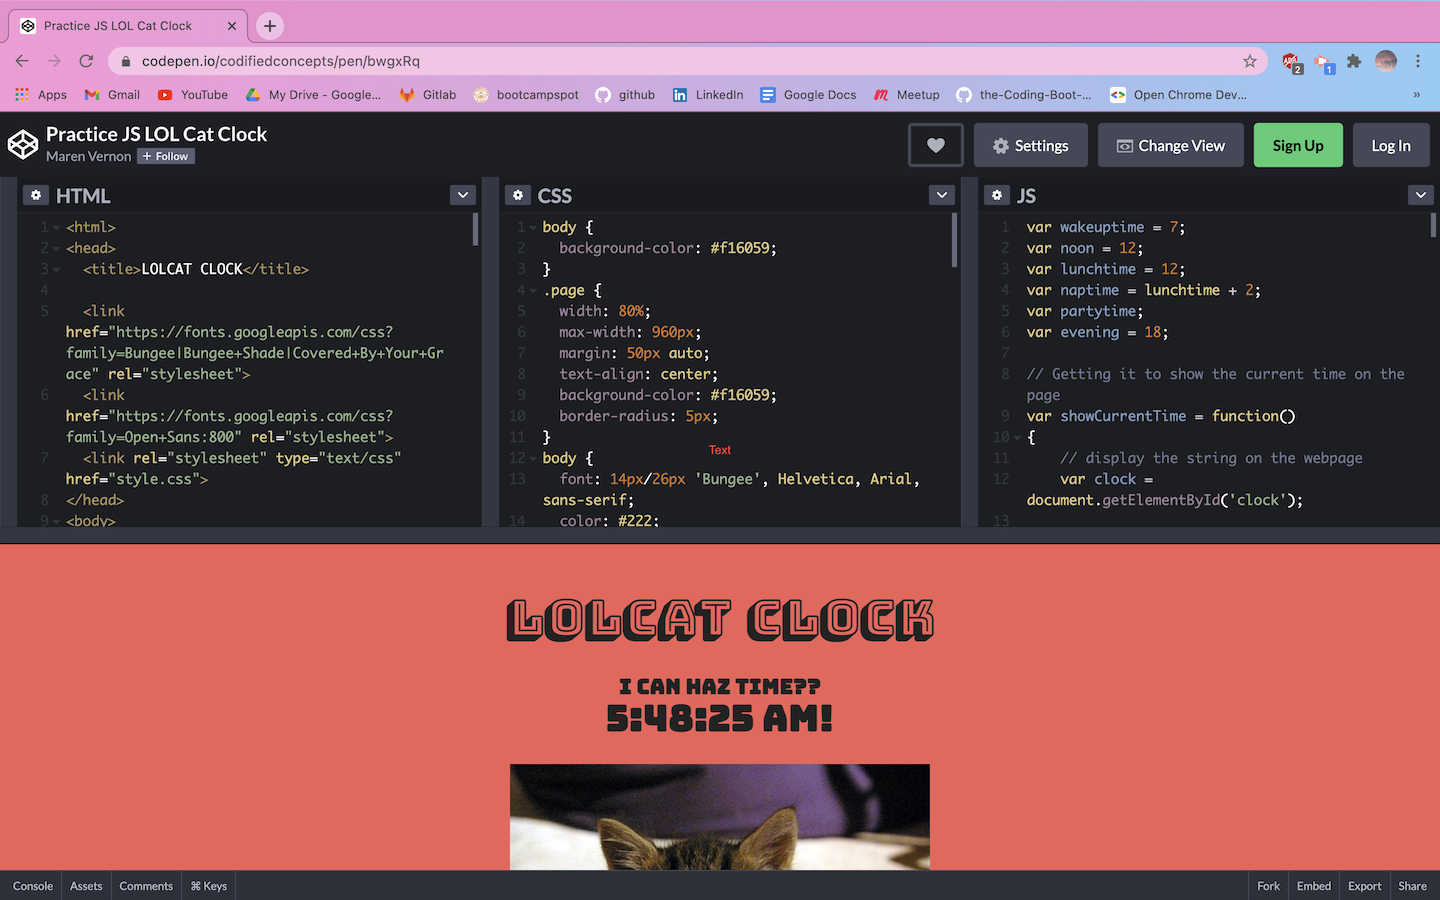 Practice JS LOL Cat Clock
codepen.io/codifiedconcepts/pen/bwgxRq
2
1
Apps
Gmail
YouTube
My Drive - Google...
Gitlab
bootcampspot
github
LinkedIn
Google Docs
Meetup
the-Coding-Boot-...
Open Chrome Dev...
»
Practice JS LOL Cat Clock
Maren Vernon
+ Follow
Settings
Change View
Sign Up
Log In
HTML
1 <html>
2 <head>
3 <title>LOLCAT CLOCK</title>
4
5 <link
href="https://fonts.googleapis.com/css?
family=Bungee|Bungee+Shade|Covered+By+Your+Gr
ace" rel="stylesheet">
6 <link
href="https://fonts.googleapis.com/css?
family=Open+Sans:800" rel="stylesheet">
7 <link rel="stylesheet" type="text/css"
href="style.css">
8 </head>
9 <body>
CSS
1 body {
2 background-color: #f16059;
3 }
4 .page {
5 width: 80%;
6 max-width: 960px;
7 margin: 50px auto;
8 text-align: center;
9 background-color: #f16059;
10 border-radius: 5px;
11 }
Text
12 body {
13 font: 14px/26px 'Bungee', Helvetica, Arial,
sans-serif;
14 color: #222;
JS
1 var wakeuptime = 7;
2 var noon = 12;
3 var lunchtime = 12;
4 var naptime = lunchtime + 2;
5 var partytime;
6 var evening = 18;
7
8 // Getting it to show the current time on the
page
9 var showCurrentTime = function()
10 {
11 // display the string on the webpage
12 var clock =
document.getElementById('clock');
13
LOLCAT CLOCK
I CAN HAZ TIME??
5:48:25 AM!
Console
Assets
Comments
⌘ Keys
Fork
Embed
Export
Share